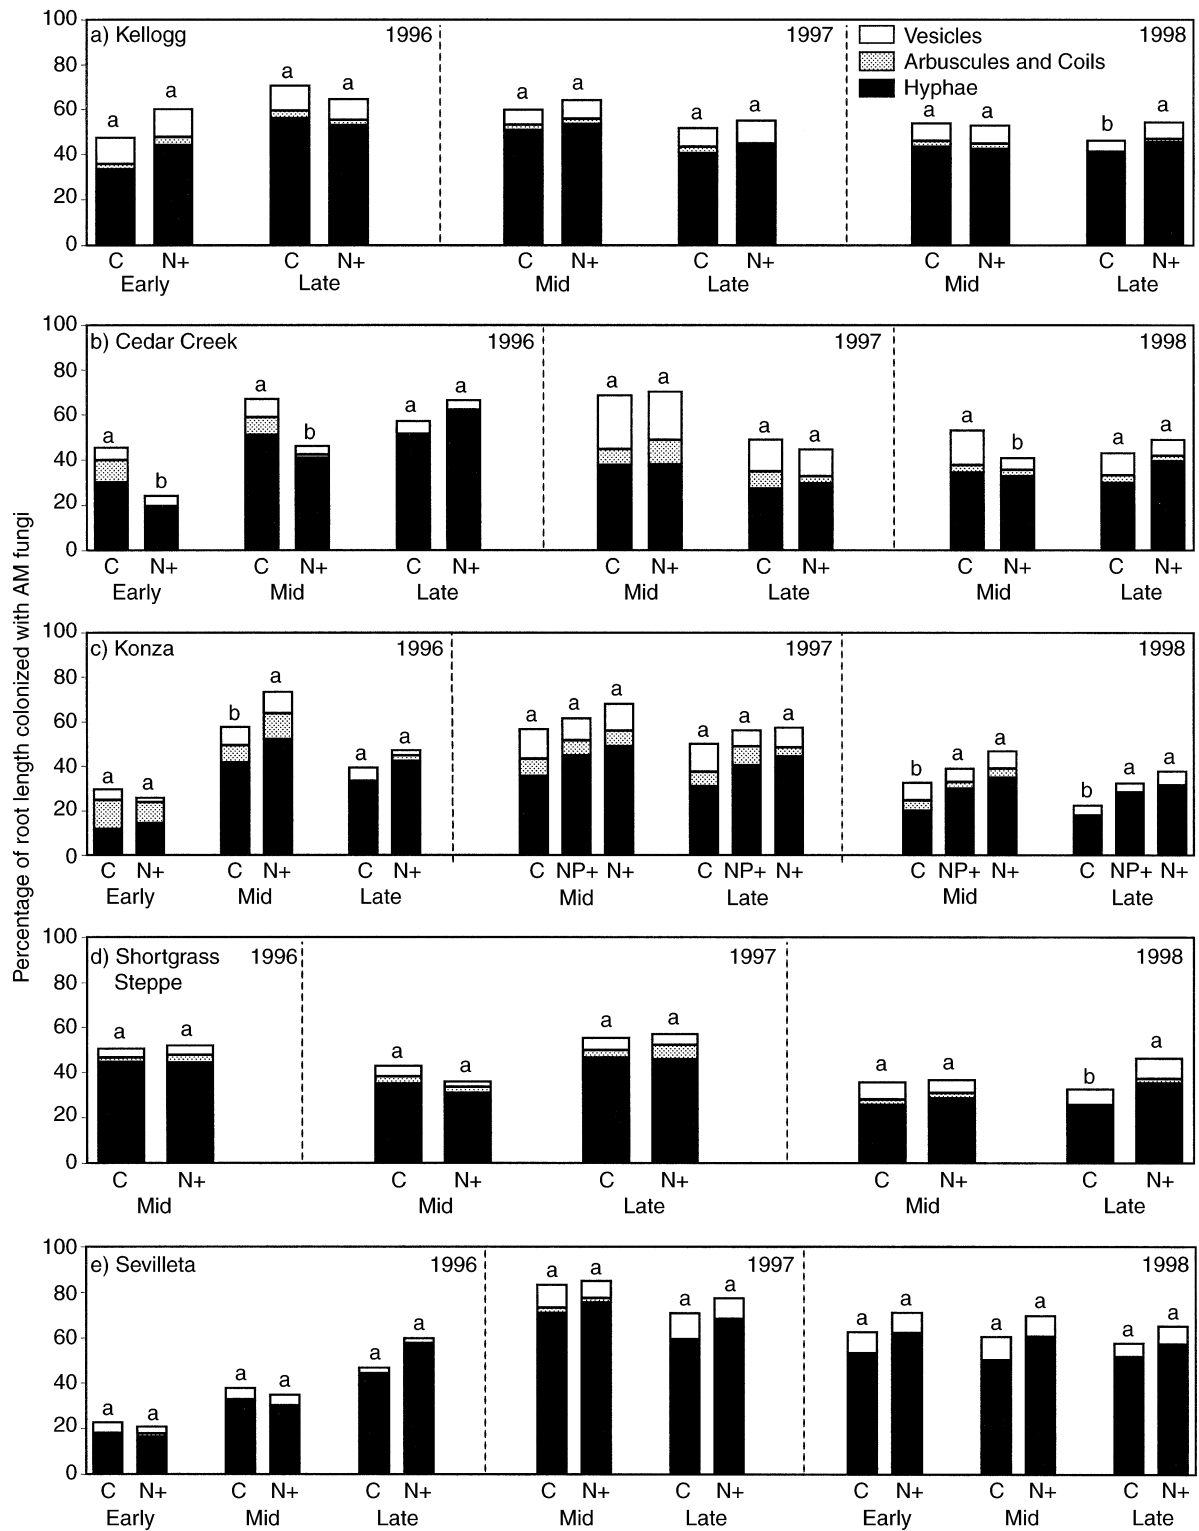 Percentage of root length colonized with AM fungi
100
80
60
40
20
0
a) Kellogg 1996 1997 1998
Vesicles
Arbuscules and Coils
Hyphae
a a a a a a a a a a b a
C N+ C N+ C N+ C N+ C N+ C N+
Early Late Mid Late Mid Late
100
80
60
40
20
0
b) Cedar Creek 1996 1997 1998
a b a b a a a a a a a b a a
C N+ C N+ C N+ C N+ C N+ C N+ C N+
Early Mid Late Mid Late Mid Late
100
80
60
40
20
0
c) Konza 1996 1997 1998
a a b a a a a a a a a a b a a b a a
C N+ C N+ C N+ C NP+ N+ C NP+ N+ C NP+ N+ C NP+ N+
Early Mid Late Mid Late Mid Late
100
80
60
40
20
0
d) Shortgrass 1996 1997 1998
Steppe
a a a a a a a a b a
C N+ C N+ C N+ C N+ C N+
Mid Mid Late Mid Late
100
80
60
40
20
0
e) Sevilleta 1996 1997 1998
a a a a a a a a a a a a a a a a
C N+ C N+ C N+ C N+ C N+ C N+ C N+ C N+
Early Mid Late Mid Late Early Mid Late